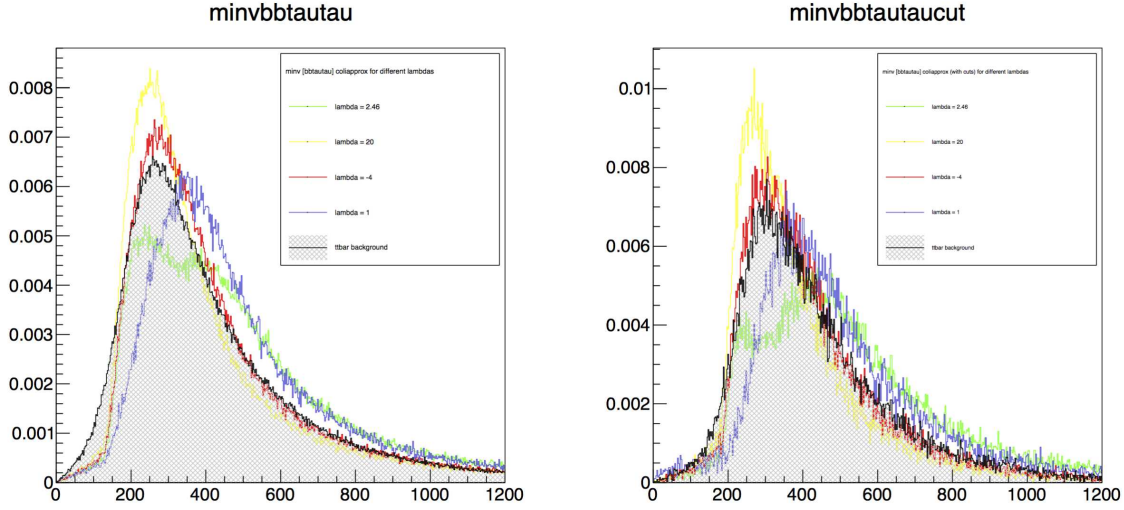 minvbbtautau
minv [bbtautau] coliapprox for different lambdas
lambda = 2.46
lambda = 20
lambda = -4
lambda = 1
ttbar background
0.008
0.007
0.006
0.005
0.004
0.003
0.002
0.001
0
0 200 400 600 800 1000 1200
minvbbtautaucut
minv [bbtautau] coliapprox (with cuts) for different lambdas
lambda = 2.46
lambda = 20
lambda = -4
lambda = 1
ttbar background
0.01
0.008
0.006
0.004
0.002
0
0 200 400 600 800 1000 1200